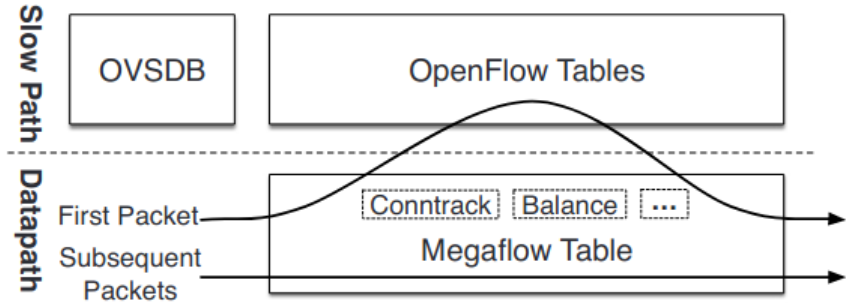 Slow Path
OVSDB
OpenFlow Tables
Datapath
First Packet
Conntrack
Balance
...
Megaflow Table
Subsequent
Packets